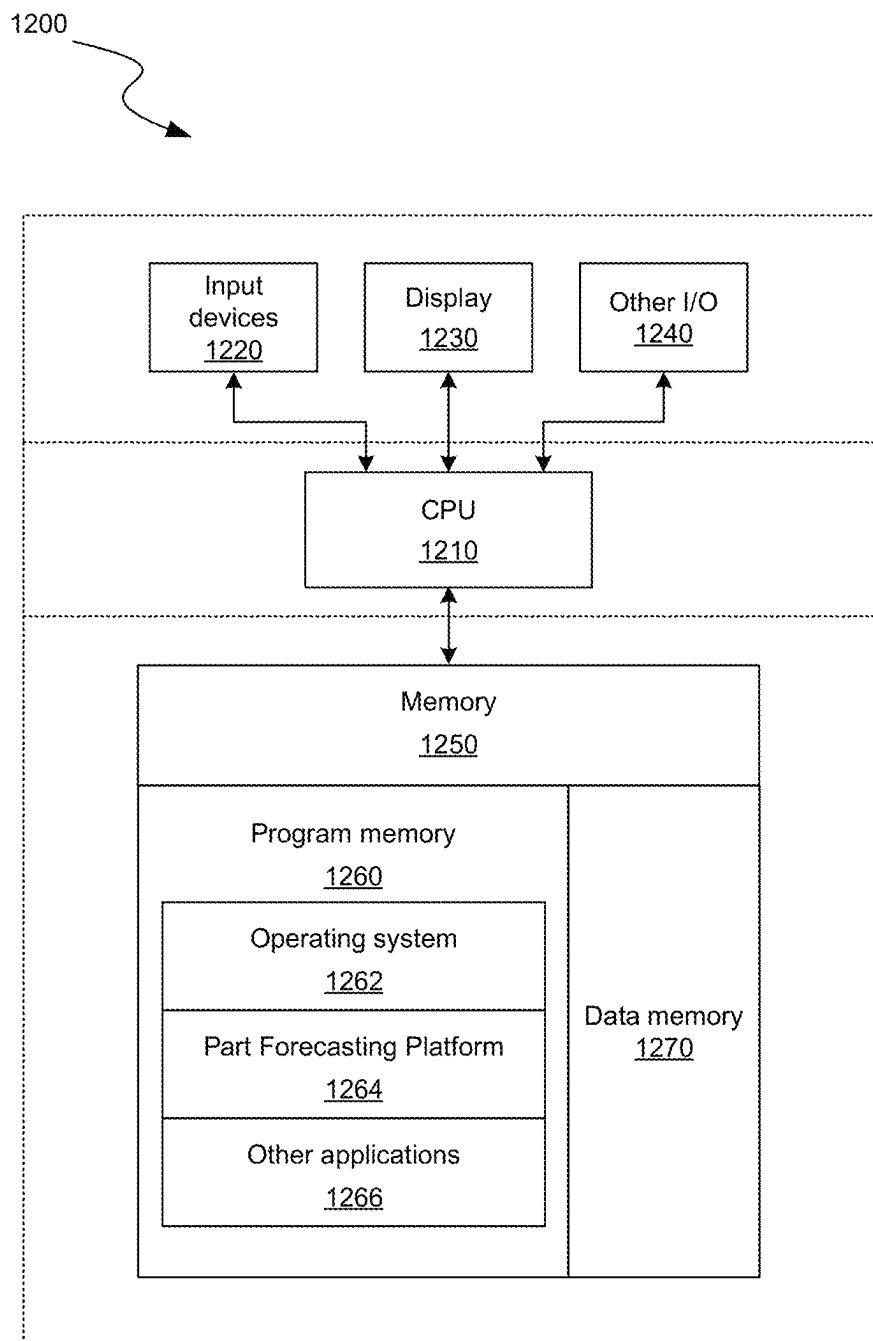 1200
Input
devices
1220
Display
1230
Other I/O
1240
CPU
1210
Memory
1250
Program memory
1260
Operating system
1262
Part Forecasting Platform
1264
Other applications
1266
Data memory
1270